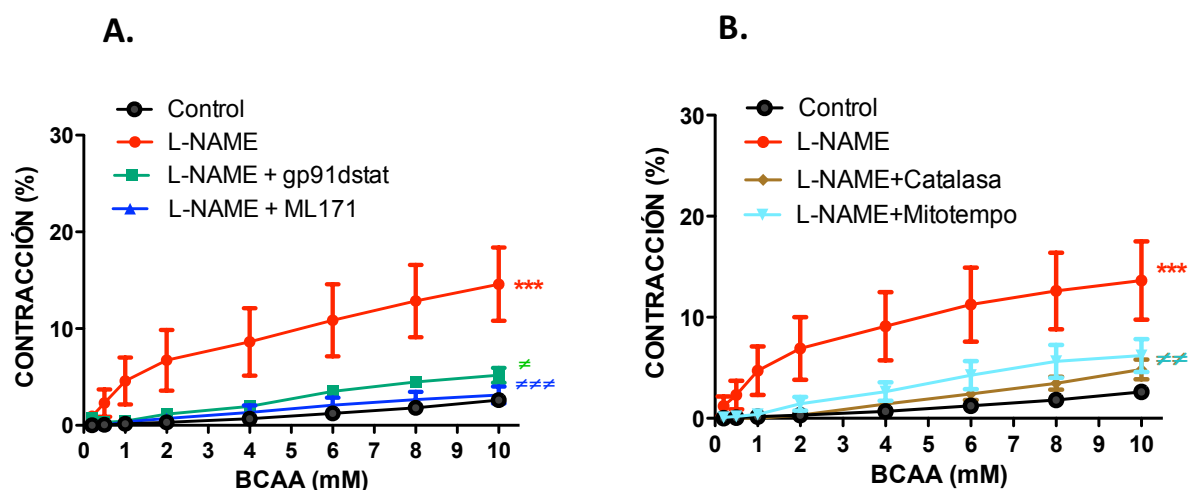 A.
Control
L-NAME
L-NAME + gp91dstat
L-NAME + ML171
CONTRACCIÓN (%)
30
20
10
0
***
≠
≠≠≠
0 1 2 3 4 5 6 7 8 9 10
BCAA (mM)
B.
Control
L-NAME
L-NAME+Catalasa
L-NAME+Mitotempo
CONTRACCIÓN (%)
30
20
10
0
***
≠≠
0 1 2 3 4 5 6 7 8 9 10
BCAA (mM)